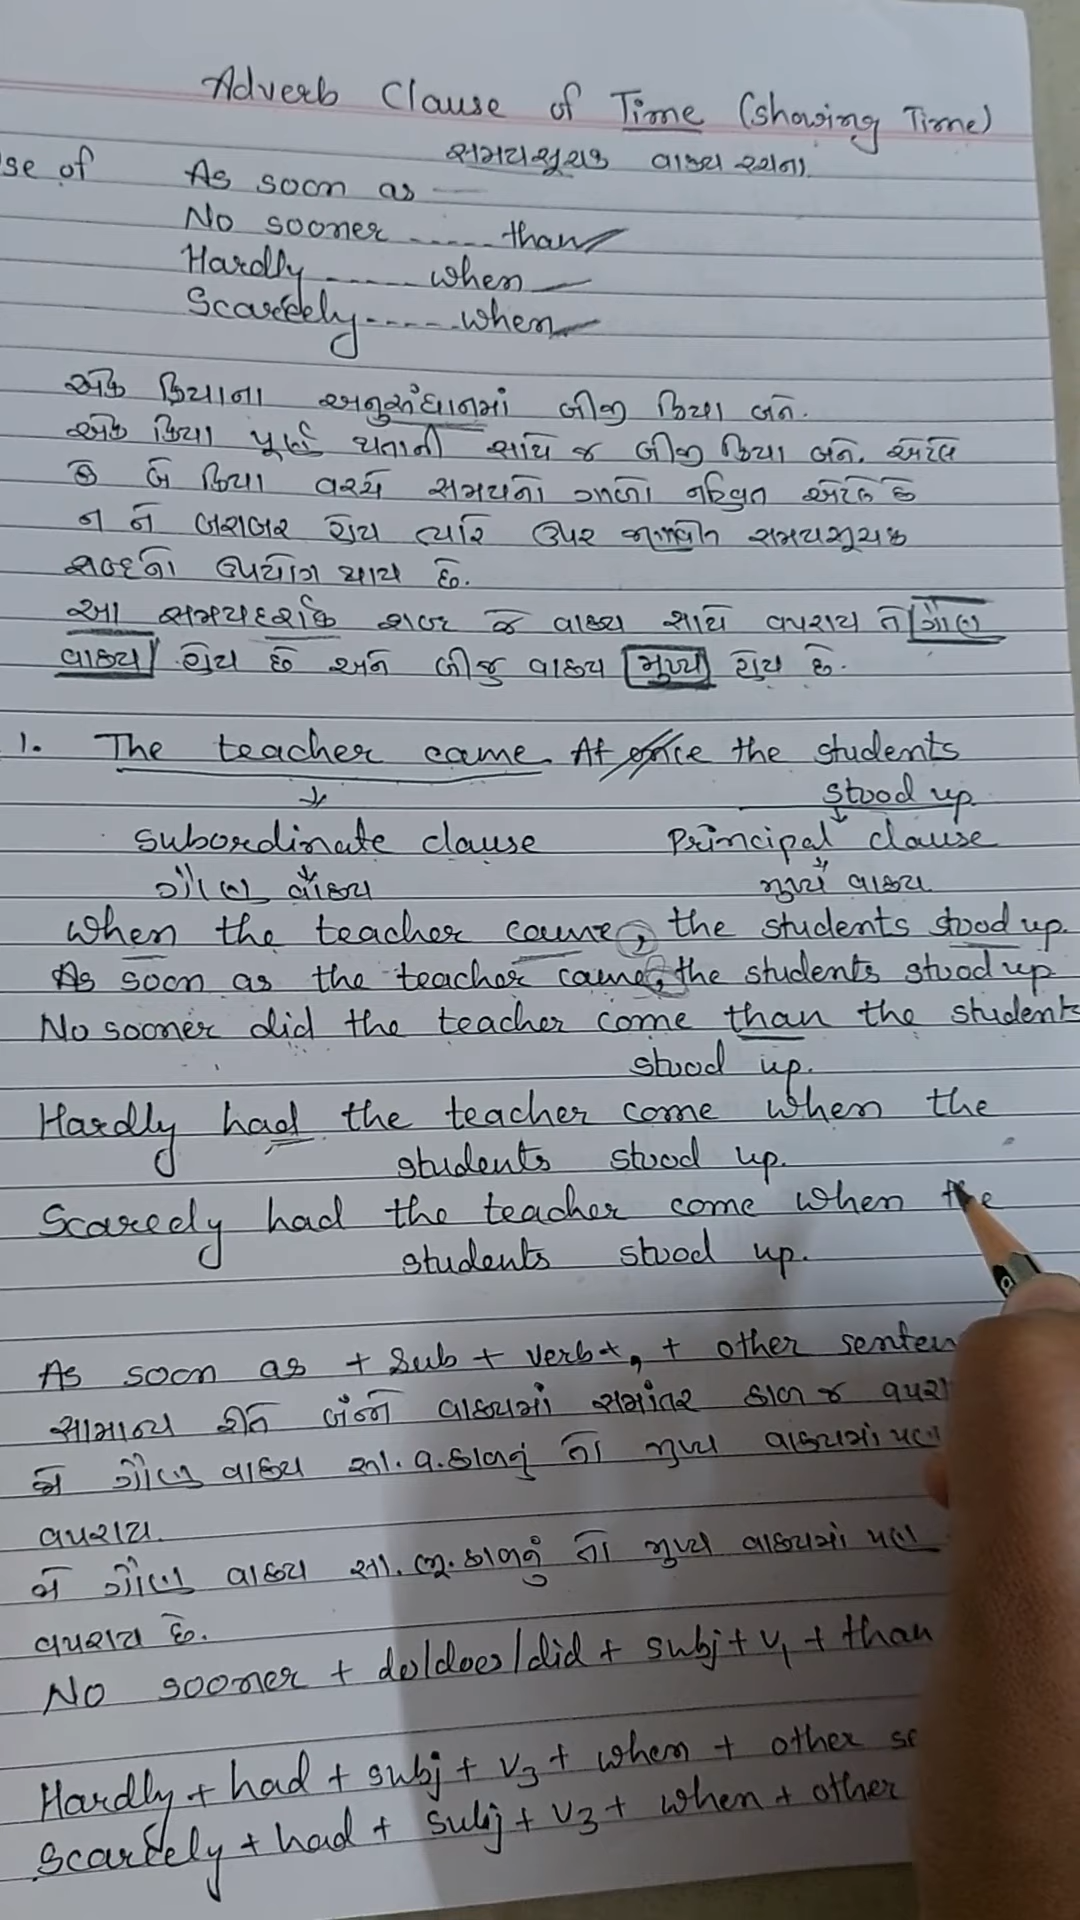 Adverb Clause of Time (showing Time)
સમયસૂચક વાક્ય રચના
se of As soon as
No sooner ..... than
Hardly ..... when
Scarcely ..... when
એક ક્રિયાના અનુસંધાનમાં બીજી ક્રિયા બને.
એક ક્રિયા પૂર્ણ થતાની સાથે જ બીજી ક્રિયા બને. એટલે
કે બે ક્રિયા વચ્ચે સમયનો ગાળો નહિવત એટલે કે
ન ને બરાબર હોય ત્યારે ઉપર સમયસૂચક
શબ્દનો ઉપયોગ થાય છે.
આ સમયદર્શક શબ્દ જે વાક્ય સાથે વપરાય તે ગૌણ
વાક્ય હોય છે અને બીજુ વાક્ય મુખ્ય હોય છે.
1. The teacher came. At once the students
stood up
Subordinate clause Principal clause
ગૌણ વાક્ય મુખ્ય વાક્ય
when the teacher came, the students stood up.
As soon as the teacher came, the students stood up
No sooner did the teacher come than the students
stood up.
Hardly had the teacher come when the
students stood up.
Scarcely had the teacher come when the
students stood up.
As soon as + Sub + verb + , + other senten
સામાન્ય રીતે બંને વાક્યમાં સમાંતર કાળ જ વપરા
જો ગૌણ વાક્ય સા. વ. કાળનું તો મુખ્ય વાક્યમાં પણ
વપરાય.
જો ગૌણ વાક્ય સા. ભૂ. કાળનું તો મુખ્ય વાક્યમાં પણ
વપરાય છે.
No sooner + do/does/did + subj + v1 + than
Hardly + had + subj + v3 + when + other se
Scarcely + had + subj + v3 + when + other